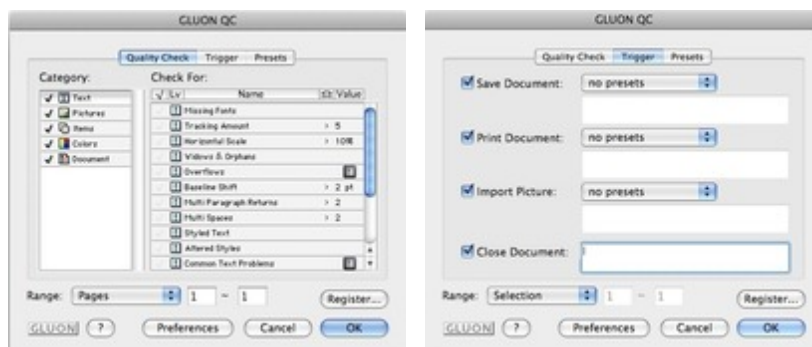 GLUON QC
Quality Check Trigger Presets
Category: Check For:
Text
Pictures
Items
Colors
Document
Lv Name Value
Missing Fonts
Tracking Amount > 5
Horizontal Scale > 10%
Widows & Orphans
Overflows
Baseline Shift > 2 pt
Multi Paragraph Returns > 2
Multi Spaces > 2
Styled Text
Altered Styles
Common Text Problems
Range: Pages 1 ~ 1 Register...
GLUON ? Preferences Cancel OK
GLUON QC
Quality Check Trigger Presets
Save Document: no presets
Print Document: no presets
Import Picture: no presets
Close Document:
Range: Selection 1 ~ 1 Register...
GLUON ? Preferences Cancel OK